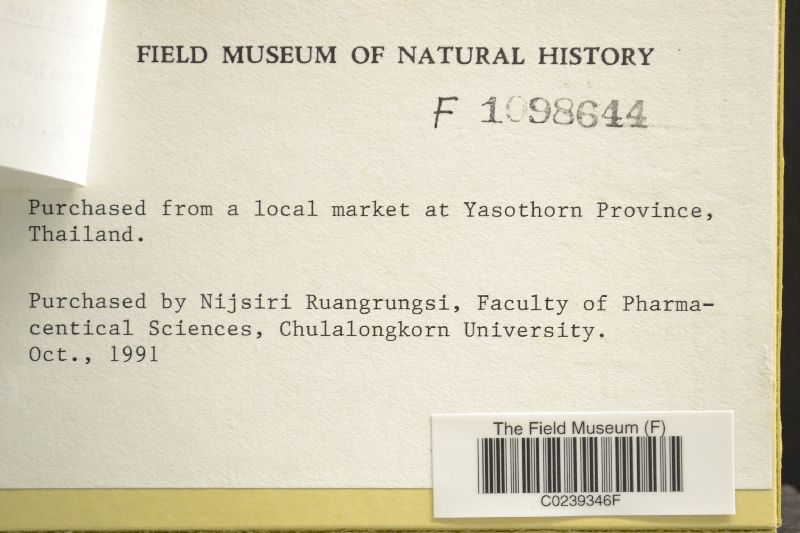 FIELD MUSEUM OF NATURAL HISTORY
F 1098644
Purchased from a local market at Yasothorn Province,
Thailand.
Purchased by Nijsiri Ruangrungsi, Faculty of Pharma-
centical Sciences, Chulalongkorn University.
Oct., 1991
The Field Museum (F)
C0239346F